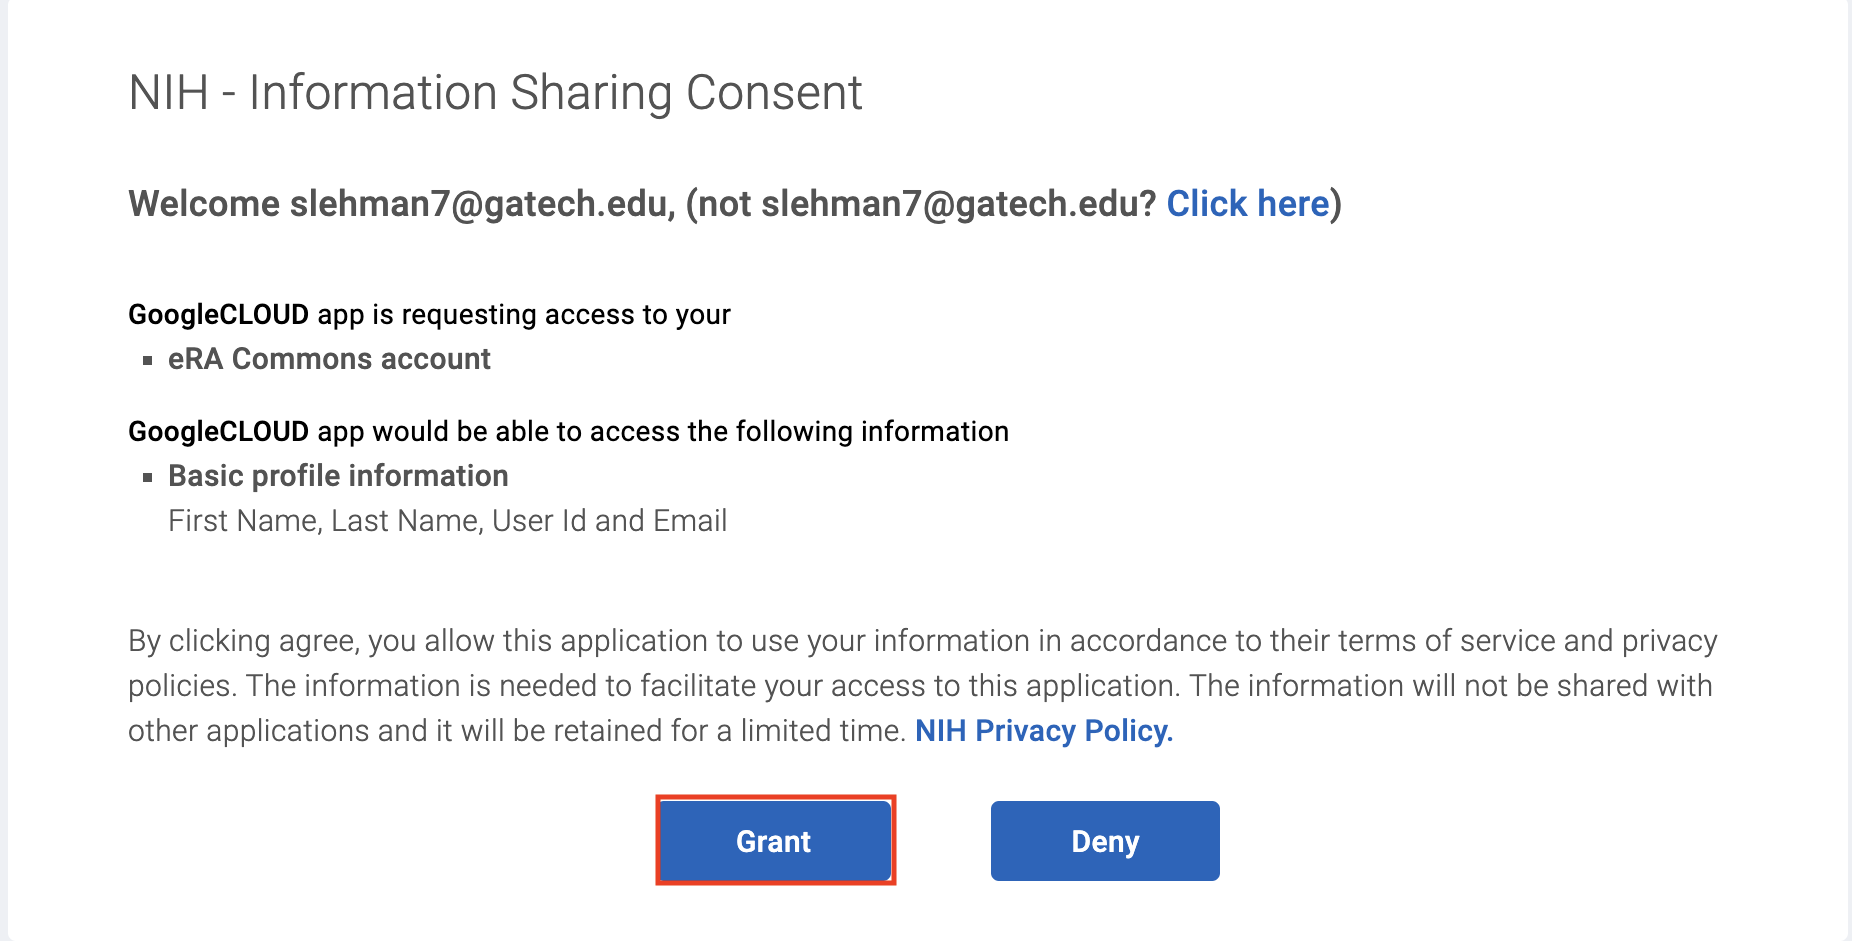 NIH - Information Sharing Consent
Welcome slehman7@gatech.edu, (not slehman7@gatech.edu? Click here)
GoogleCLOUD app is requesting access to your
▪ eRA Commons account
GoogleCLOUD app would be able to access the following information
▪ Basic profile information
First Name, Last Name, User Id and Email
By clicking agree, you allow this application to use your information in accordance to their terms of service and privacy
policies. The information is needed to facilitate your access to this application. The information will not be shared with
other applications and it will be retained for a limited time. NIH Privacy Policy.
Grant Deny